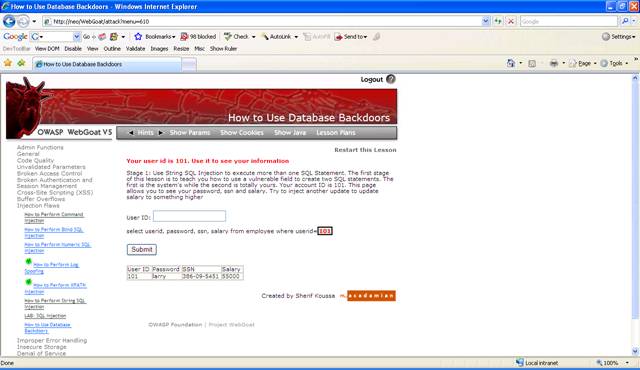 How to Use Database Backdoors - Windows Internet Explorer
http://neo/WebGoat/attack?menu=610
Google
Google Go Bookmarks 98 blocked Check AutoLink AutoFill Send to Settings
DevToolBar View DOM Disable View Outline Validate Images Resize Misc Show Ruler
How to Use Database Backdoors
Page Tools
Logout ?
How to Use Database Backdoors
OWASP WebGoat V5
Hints Show Params Show Cookies Show Java Lesson Plans
Restart this Lesson
Admin Functions
General
Code Quality
Unvalidated Parameters
Broken Access Control
Broken Authentication and
Session Management
Cross-Site Scripting (XSS)
Buffer Overflows
Injection Flaws
How to Perform Command
Injection
How to Perform Blind SQL
Injection
How to Perform Numeric SQL
Injection
How to Perform Log
Spoofing
How to Perform XPATH
Injection
How to Perform String SQL
Injection
LAB: SQL Injection
How to Use Database
Backdoors
Improper Error Handling
Insecure Storage
Denial of Service
Your user id is 101. Use it to see your information
Stage 1: Use String SQL Injection to execute more than one SQL Statement. The first stage
of this lesson is to teach you how to use a vulnerable field to create two SQL statements. The
first is the system's while the second is totally yours. Your account ID is 101. This page
allows you to see your password, ssn and salary. Try to inject another update to update
salary to something higher
User ID:
select userid, password, ssn, salary from employee where userid= 101
Submit
User ID Password SSN Salary
101 larry 386-09-5451 55000
Created by Sherif Koussa macadamian
OWASP Foundation | Project WebGoat
Done
Local intranet
100%